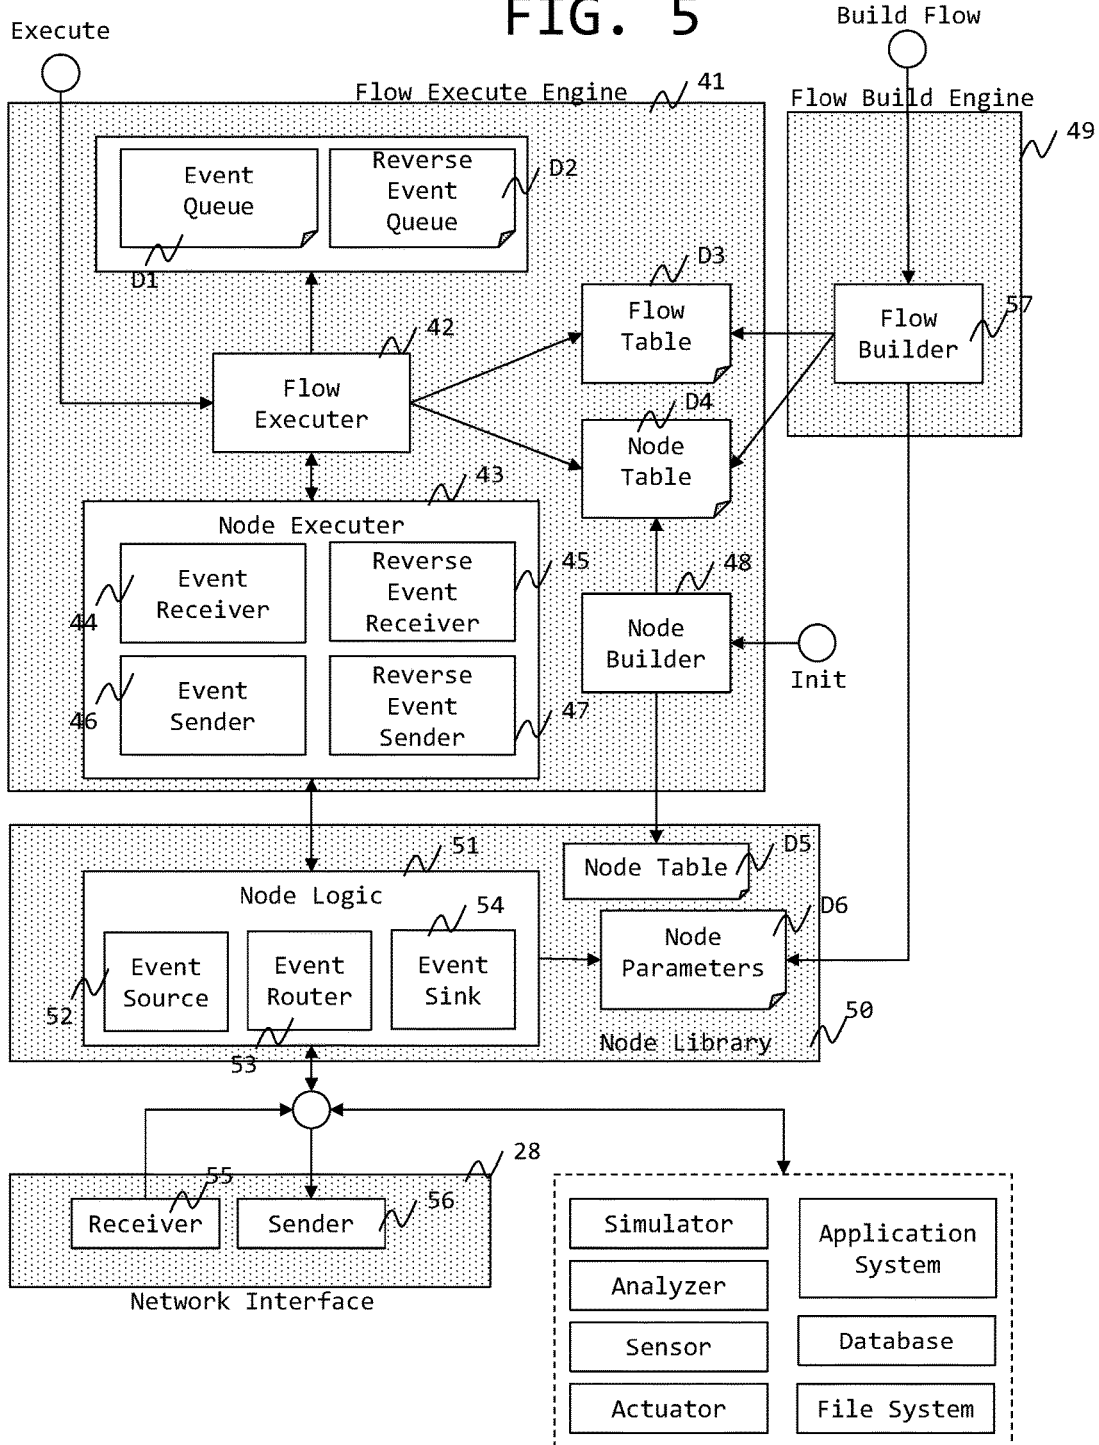 FIG. 5
Execute
Build Flow
Flow Execute Engine
41
Flow Build Engine
49
Event
Queue
D1
Reverse
Event
Queue
D2
D3
Flow
Table
Flow
Builder
57
42
Flow
Executer
D4
Node
Table
43
Node Executer
44
Event
Receiver
Reverse
Event
Receiver
45
46
Event
Sender
Reverse
Event
Sender
47
48
Node
Builder
Init
51
Node Logic
52
Event
Source
Event
Router
53
54
Event
Sink
Node Table
D5
D6
Node
Parameters
50
Node Library
28
55
Receiver
Sender
56
Network Interface
Simulator
Analyzer
Sensor
Actuator
Application
System
Database
File System